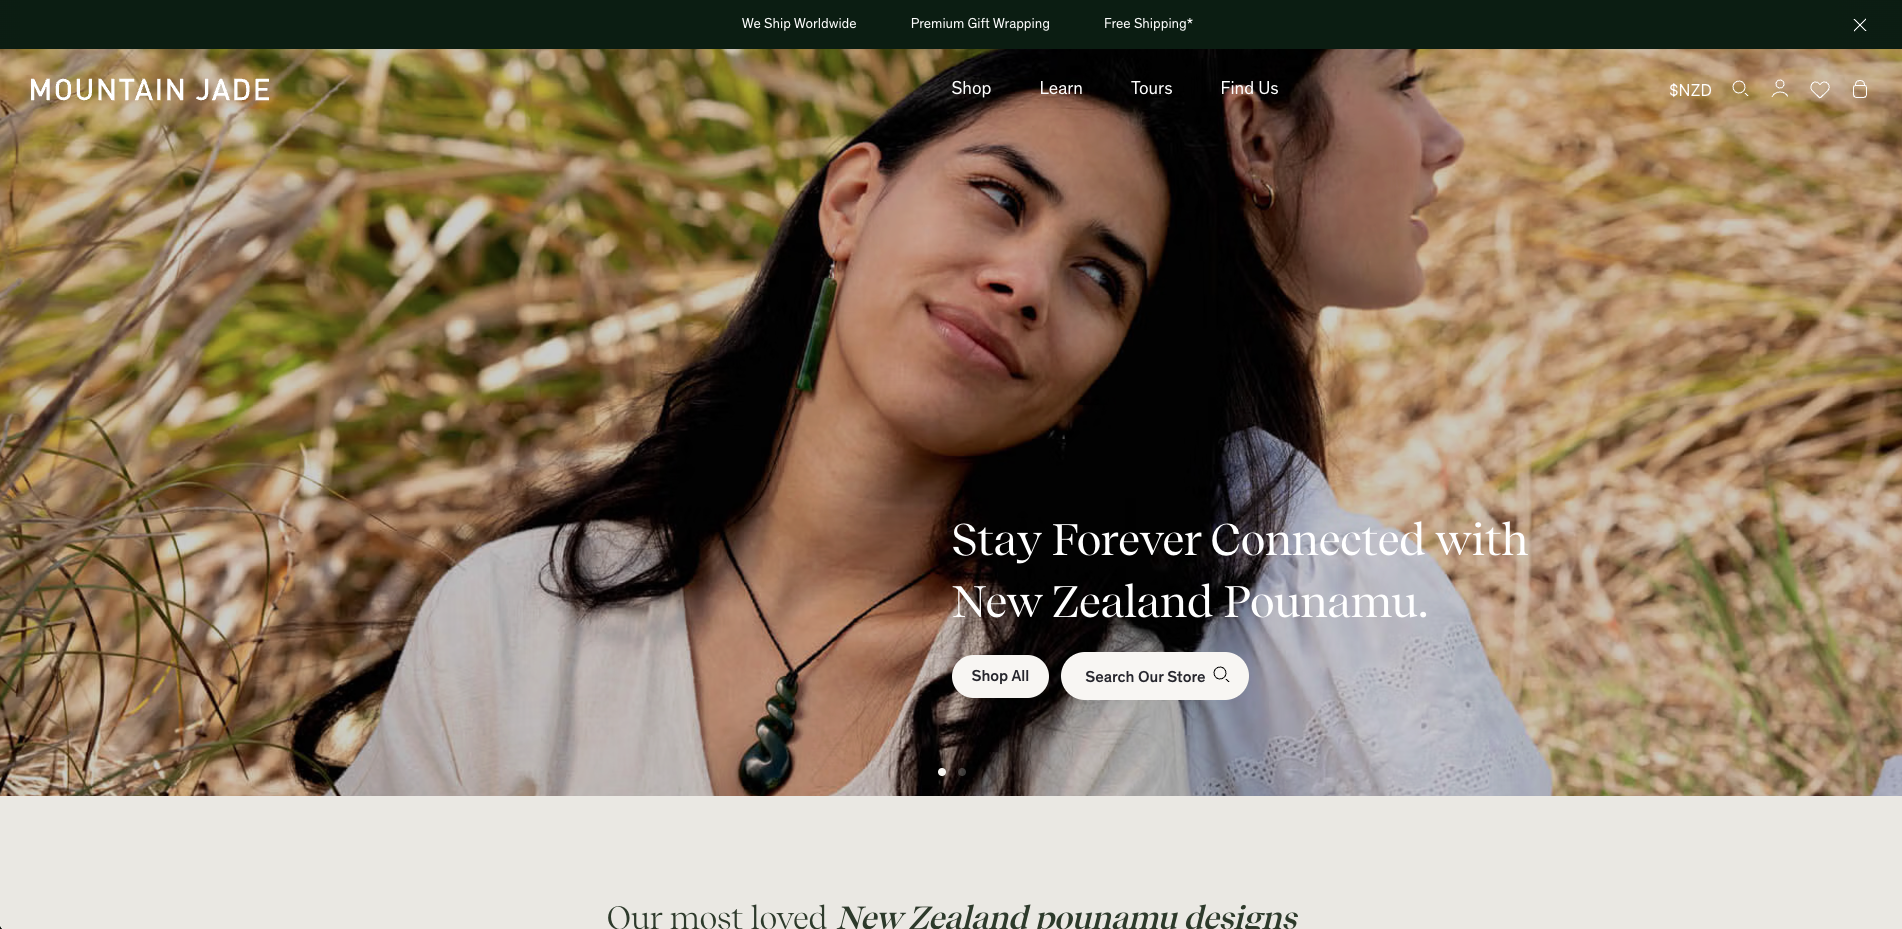 We Ship Worldwide
Premium Gift Wrapping
Free Shipping*
MOUNTAIN JADE
Shop
Learn
Tours
Find Us
$NZD
Stay Forever Connected with
New Zealand Pounamu.
Shop All
Search Our Store
Our most loved New Zealand pounamu designs